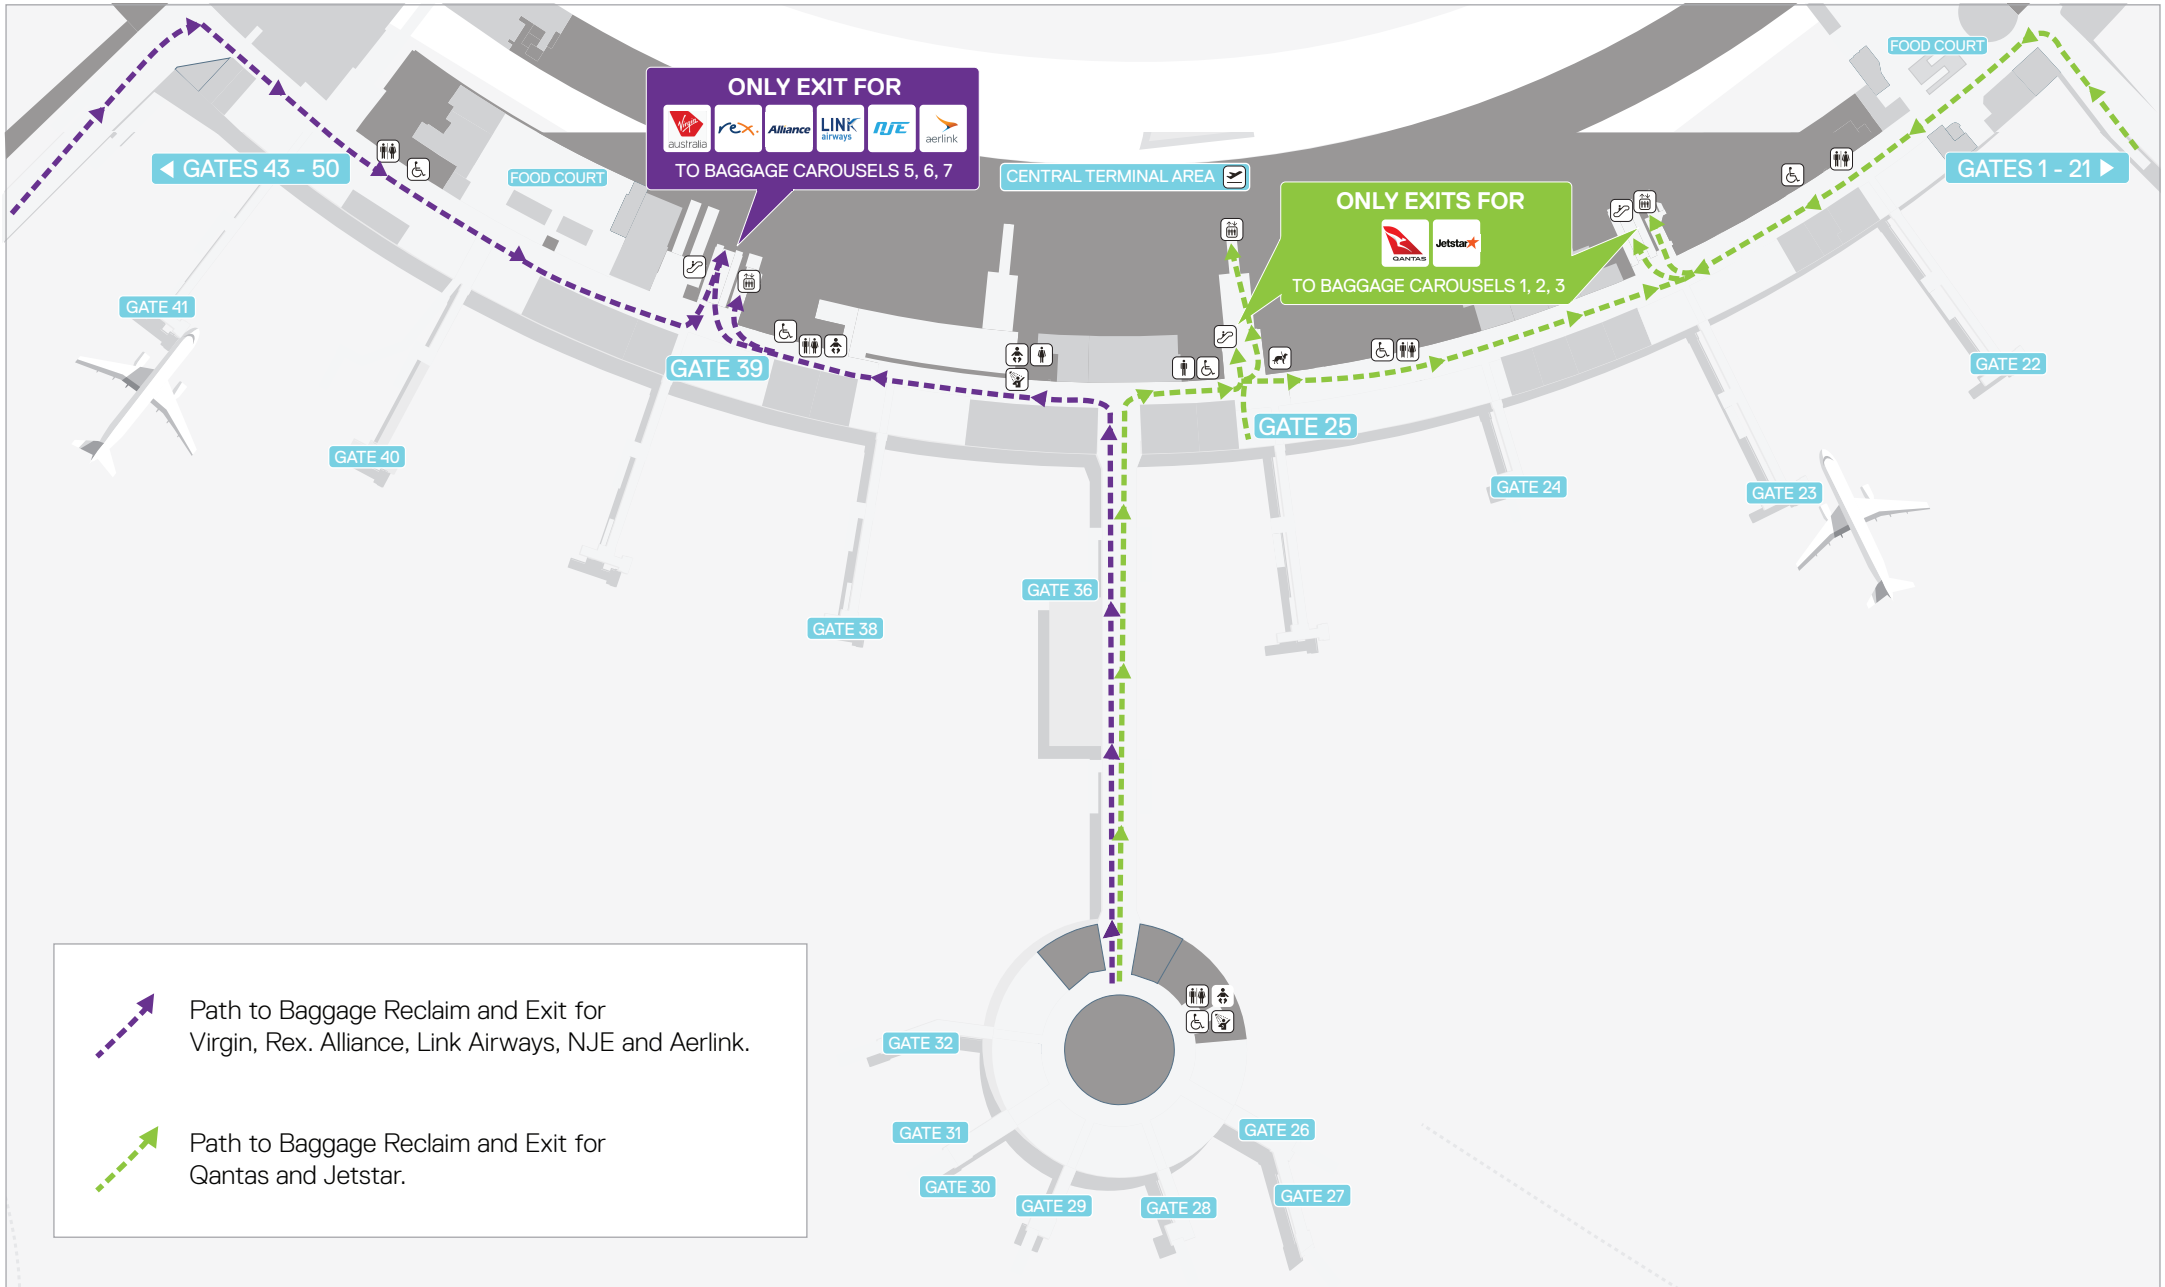 FOOD COURT
ONLY EXIT FOR
Virgin
australia
rex.
Alliance
LINK
airways
NJE
aerlink
TO BAGGAGE CAROUSELS 5, 6, 7
◀ GATES 43 - 50
FOOD COURT
CENTRAL TERMINAL AREA
GATES 1 - 21 ▶
ONLY EXITS FOR
QANTAS
Jetstar
TO BAGGAGE CAROUSELS 1, 2, 3
GATE 41
GATE 39
GATE 22
GATE 25
GATE 40
GATE 24
GATE 23
GATE 36
GATE 38
Path to Baggage Reclaim and Exit for
Virgin, Rex. Alliance, Link Airways, NJE and Aerlink.
Path to Baggage Reclaim and Exit for
Qantas and Jetstar.
GATE 32
GATE 31
GATE 26
GATE 30
GATE 27
GATE 29
GATE 28